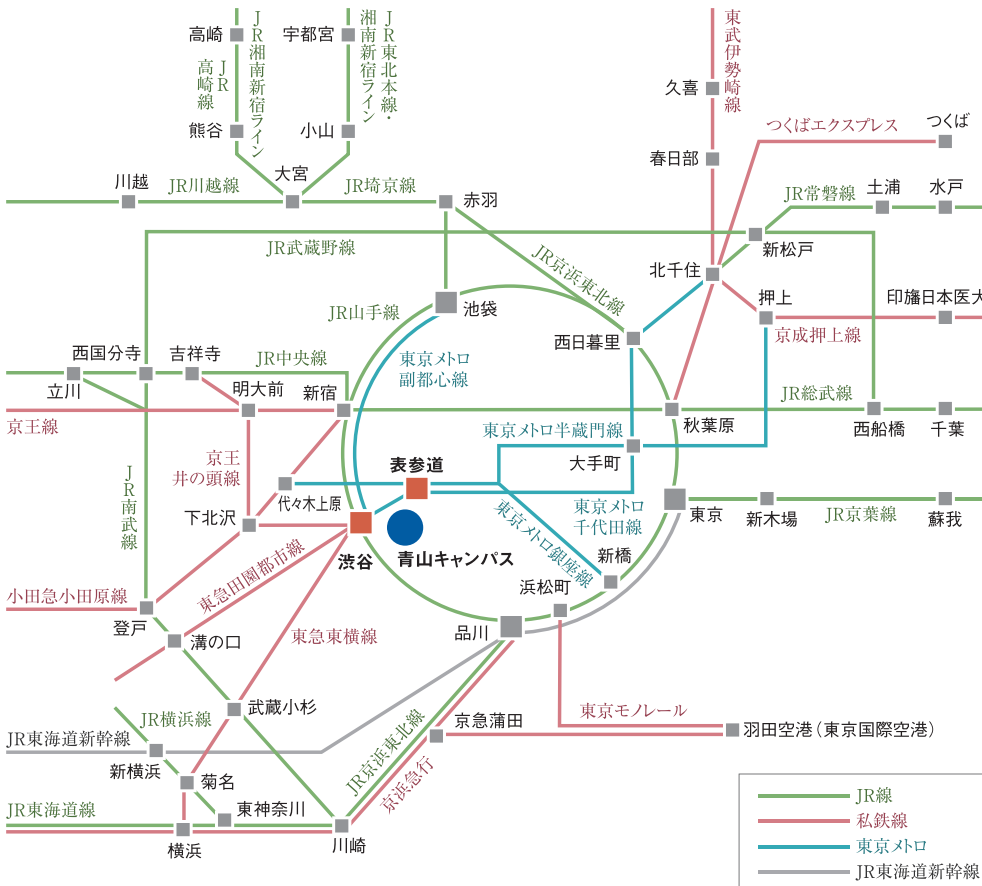 高崎
宇都宮
JR湘南新宿ライン
JR
高崎線
JR東北本線・
湘南新宿ライン
東武伊勢崎線
久喜
熊谷
小山
つくばエクスプレス
つくば
春日部
大宮
川越
JR川越線
JR埼京線
赤羽
JR常磐線
土浦
水戸
JR武蔵野線
JR京浜東北線
新松戸
北千住
押上
印旛日本医大
池袋
JR山手線
京成押上線
西日暮里
西国分寺
吉祥寺
JR中央線
東京メトロ
副都心線
立川
明大前
新宿
JR総武線
京王線
秋葉原
西船橋
千葉
東京メトロ半蔵門線
大手町
京王
井の頭線
表参道
JR南武線
代々木上原
下北沢
東京メトロ
千代田線
東京
新木場
JR京葉線
蘇我
東京メトロ銀座線
渋谷
青山キャンパス
新橋
浜松町
小田急小田原線
東急田園都市線
登戸
溝の口
東急東横線
品川
武蔵小杉
JR横浜線
京急蒲田
東京モノレール
羽田空港（東京国際空港）
JR東海道新幹線
新横浜
JR京浜東北線
京浜急行
菊名
JR東海道線
東神奈川
横浜
川崎
JR線
私鉄線
東京メトロ
JR東海道新幹線